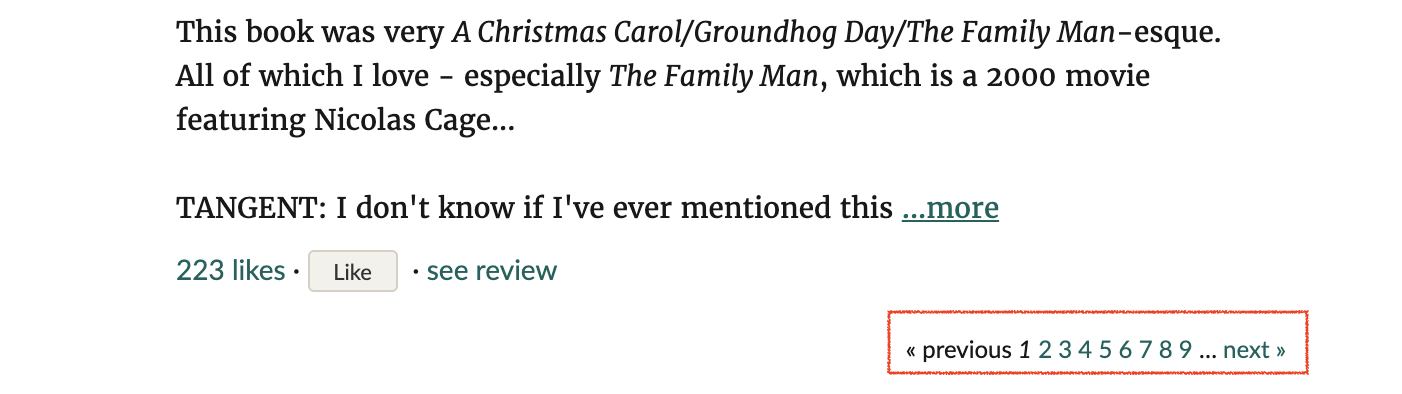 This book was very A Christmas Carol/Groundhog Day/The Family Man-esque.
All of which I love - especially The Family Man, which is a 2000 movie
featuring Nicolas Cage...
TANGENT: I don't know if I've ever mentioned this ...more
223 likes · Like · see review
« previous 1 2 3 4 5 6 7 8 9 ... next »